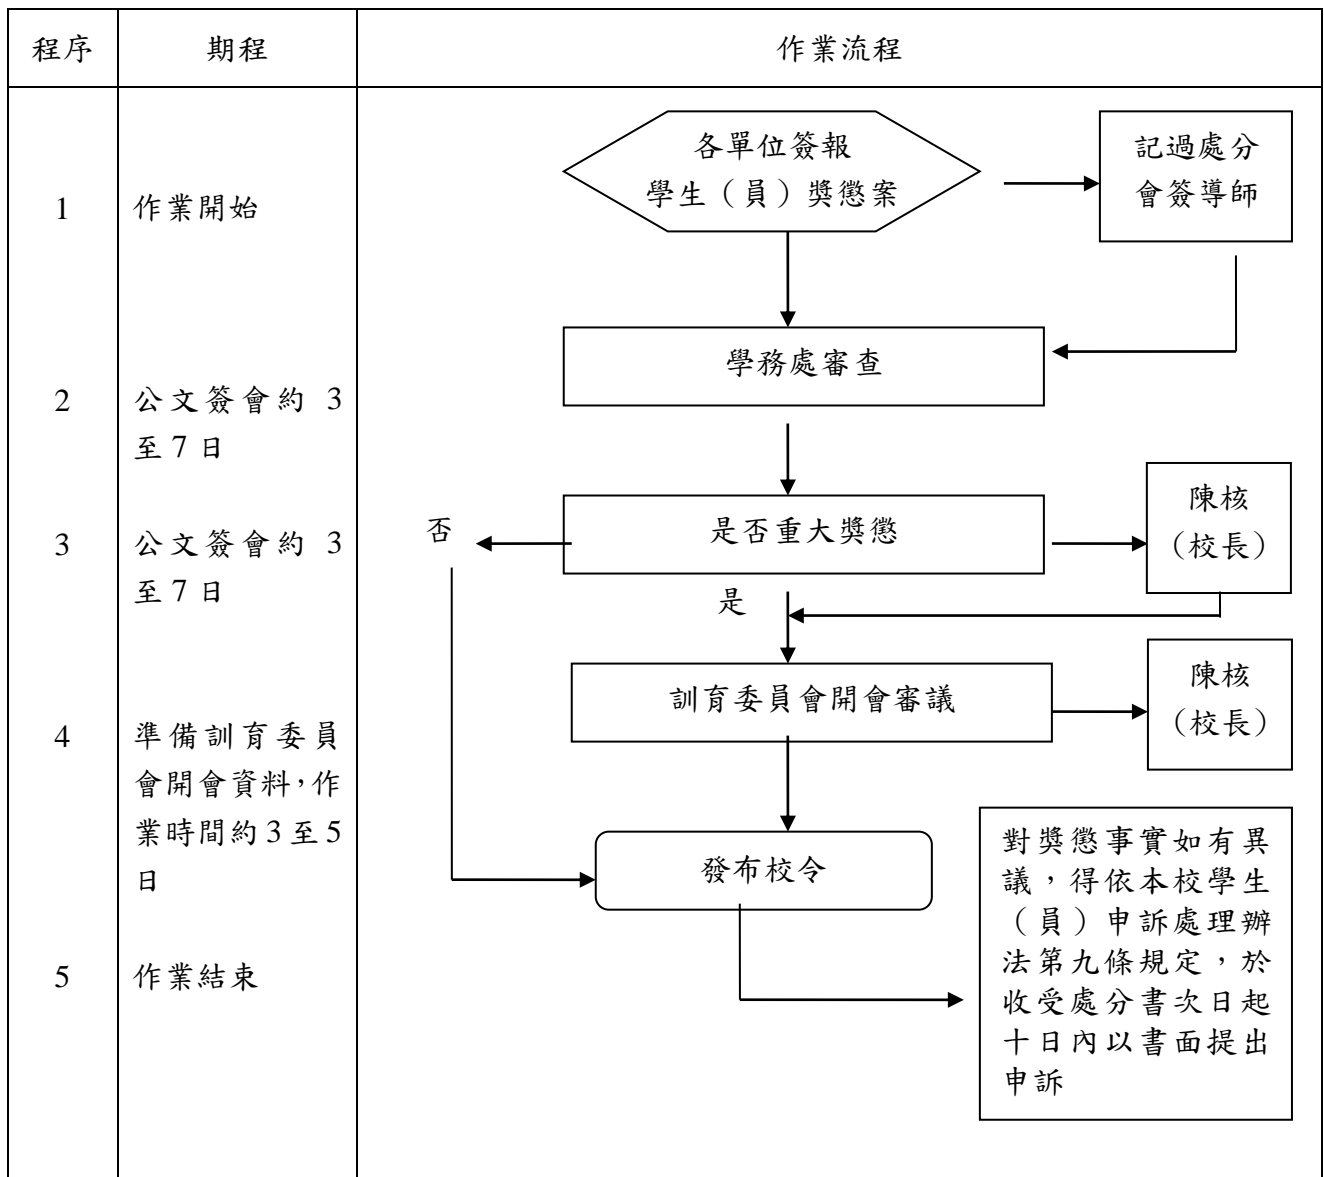 程序 期程 作業流程
1 作業開始
各單位簽報
學生（員）獎懲案
記過處分
會簽導師
學務處審查
2 公文簽會約 3
至 7 日
3 公文簽會約 3
至 7 日
否
是否重大獎懲
陳核
（校長）
是
訓育委員會開會審議
陳核
（校長）
4 準備訓育委員
會開會資料，作
業時間約 3 至 5
日
發布校令
對獎懲事實如有異
議，得依本校學生
（員）申訴處理辦
法第九條規定，於
收受處分書次日起
十日內以書面提出
申訴
5 作業結束